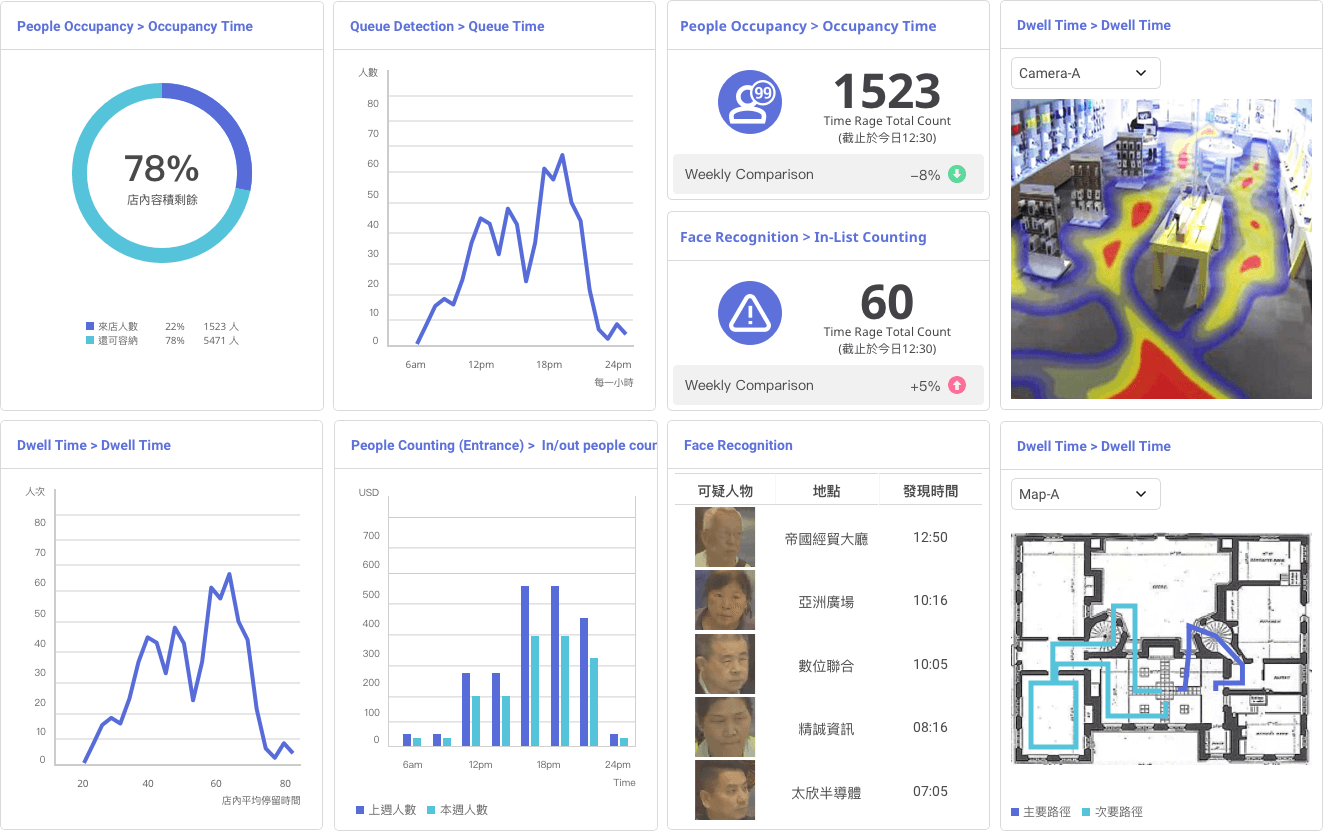 People Occupancy > Occupancy Time
78%
店內容積剩餘
來店人數 22% 1523 人
還可容納 78% 5471 人
Queue Detection > Queue Time
人數
80
70
60
50
40
30
20
10
0
6am 12pm 18pm 24pm
每一小時
People Occupancy > Occupancy Time
99
1523
Time Rage Total Count
(截止於今日12:30)
Weekly Comparison -8%
Face Recognition > In-List Counting
60
Time Rage Total Count
(截止於今日12:30)
Weekly Comparison +5%
Dwell Time > Dwell Time
Camera-A
Dwell Time > Dwell Time
人次
80
70
60
50
40
30
20
10
0
20 40 60 80
店內平均停留時間
People Counting (Entrance) > In/out people cour
USD
700
600
500
400
300
200
100
0
6am 12pm 18pm 24pm
Time
上週人數 本週人數
Face Recognition
可疑人物 地點 發現時間
帝國經貿大廳 12:50
亞洲廣場 10:16
數位聯合 10:05
精誠資訊 08:16
太欣半導體 07:05
Dwell Time > Dwell Time
Map-A
主要路徑 次要路徑